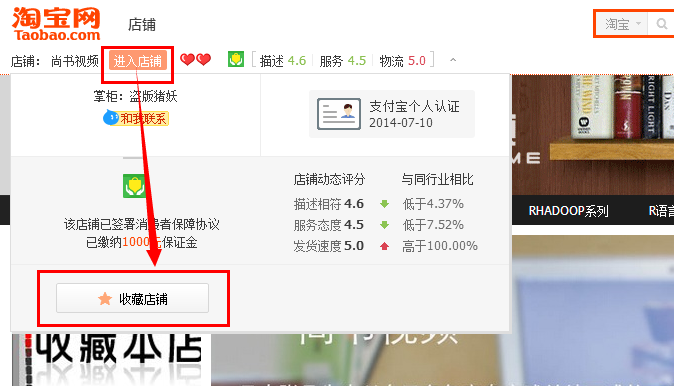 淘宝网
Taobao.com
店铺
淘宝
店铺： 尚书视频 进入店铺 描述 4.6 服务 4.5 物流 5.0
掌柜：盗版猪妖
和我联系
支付宝个人认证
2014-07-10
店铺动态评分 与同行业相比
描述相符 4.6 低于4.37%
服务态度 4.5 低于7.52%
发货速度 5.0 高于100.00%
该店铺已签署消费者保障协议
已缴纳1000元保证金
收藏店铺
OME
RHADOOP系列 R语言
尚书视频
收藏本店